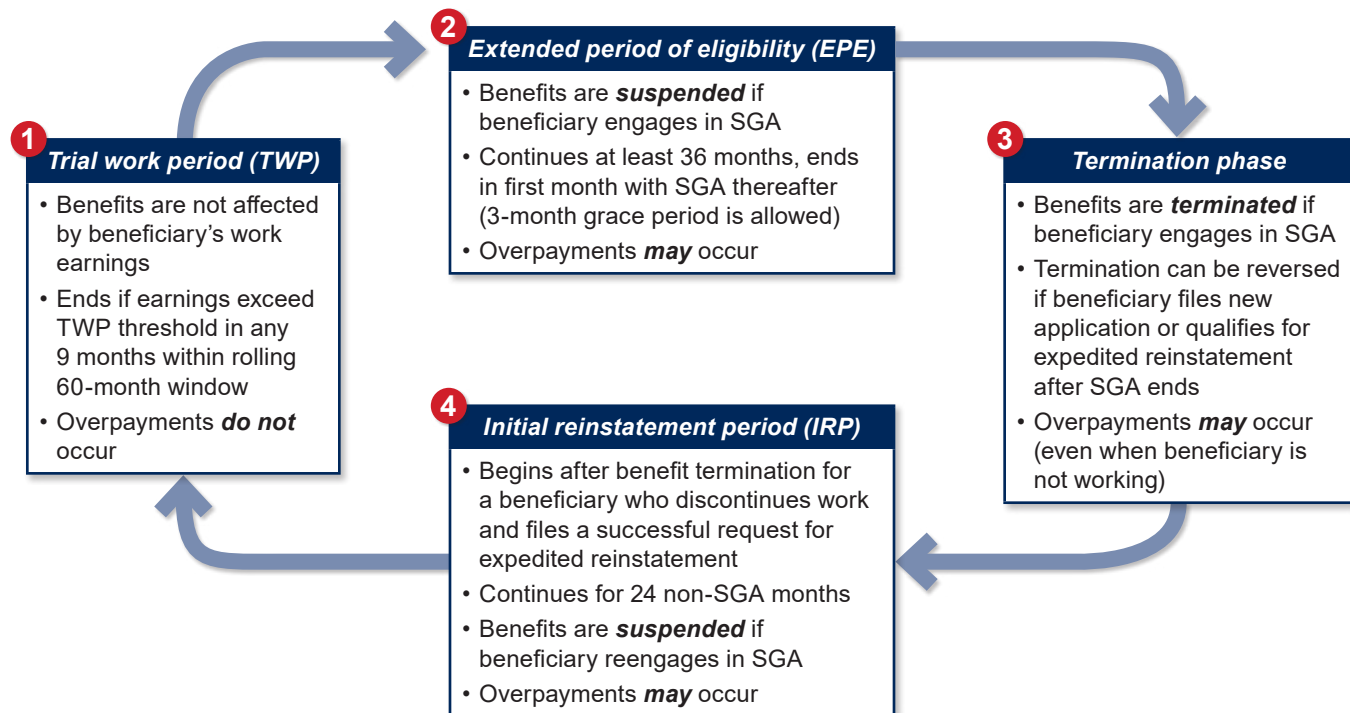 1
Trial work period (TWP)
• Benefits are not affected
by beneficiary's work
earnings
• Ends if earnings exceed
TWP threshold in any
9 months within rolling
60-month window
• Overpayments do not
occur
2
Extended period of eligibility (EPE)
• Benefits are suspended if
beneficiary engages in SGA
• Continues at least 36 months, ends
in first month with SGA thereafter
(3-month grace period is allowed)
• Overpayments may occur
3
Termination phase
• Benefits are terminated if
beneficiary engages in SGA
• Termination can be reversed
if beneficiary files new
application or qualifies for
expedited reinstatement
after SGA ends
• Overpayments may occur
(even when beneficiary is
not working)
4
Initial reinstatement period (IRP)
• Begins after benefit termination for
a beneficiary who discontinues work
and files a successful request for
expedited reinstatement
• Continues for 24 non-SGA months
• Benefits are suspended if
beneficiary reengages in SGA
• Overpayments may occur